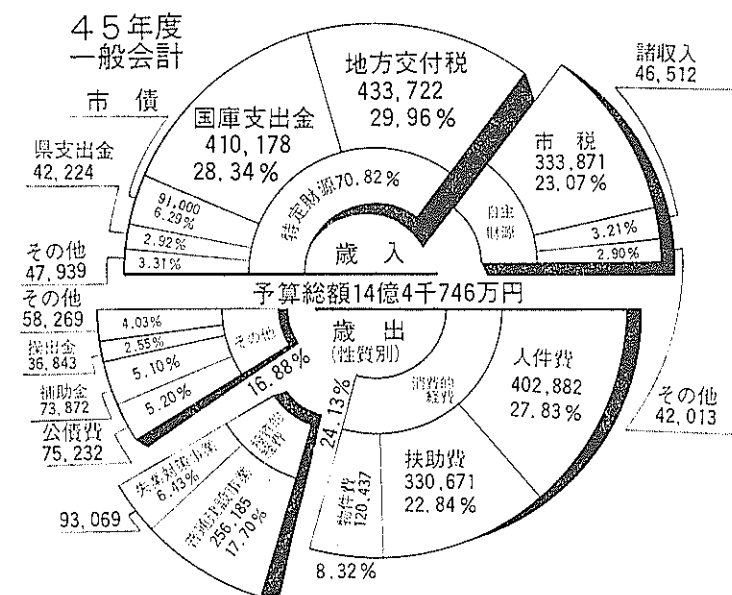 45年度
一般会計
地方交付税
433,722
29.96%
国庫支出金
410,178
28.34%
市債
91,000
6.29%
県支出金
42,224
2.92%
その他
47,939
3.31%
特定財源70.82%
諸収入
46,512
市税
333,871
23.07%
自主
財源
3.21%
2.90%
歳入
予算総額14億4千746万円
歳出
(性質別)
その他
58,269
4.03%
繰出金
36,843
2.55%
補助金
73,872
5.10%
公債費
75,232
5.20%
その他
16.88%
24.13%
消費的
経費
人件費
402,882
27.83%
その他
42,013
扶助費
330,671
22.84%
物件費
120,437
8.32%
失業対策事業
6.43%
93,069
普通建設事業
256,185
17.70%